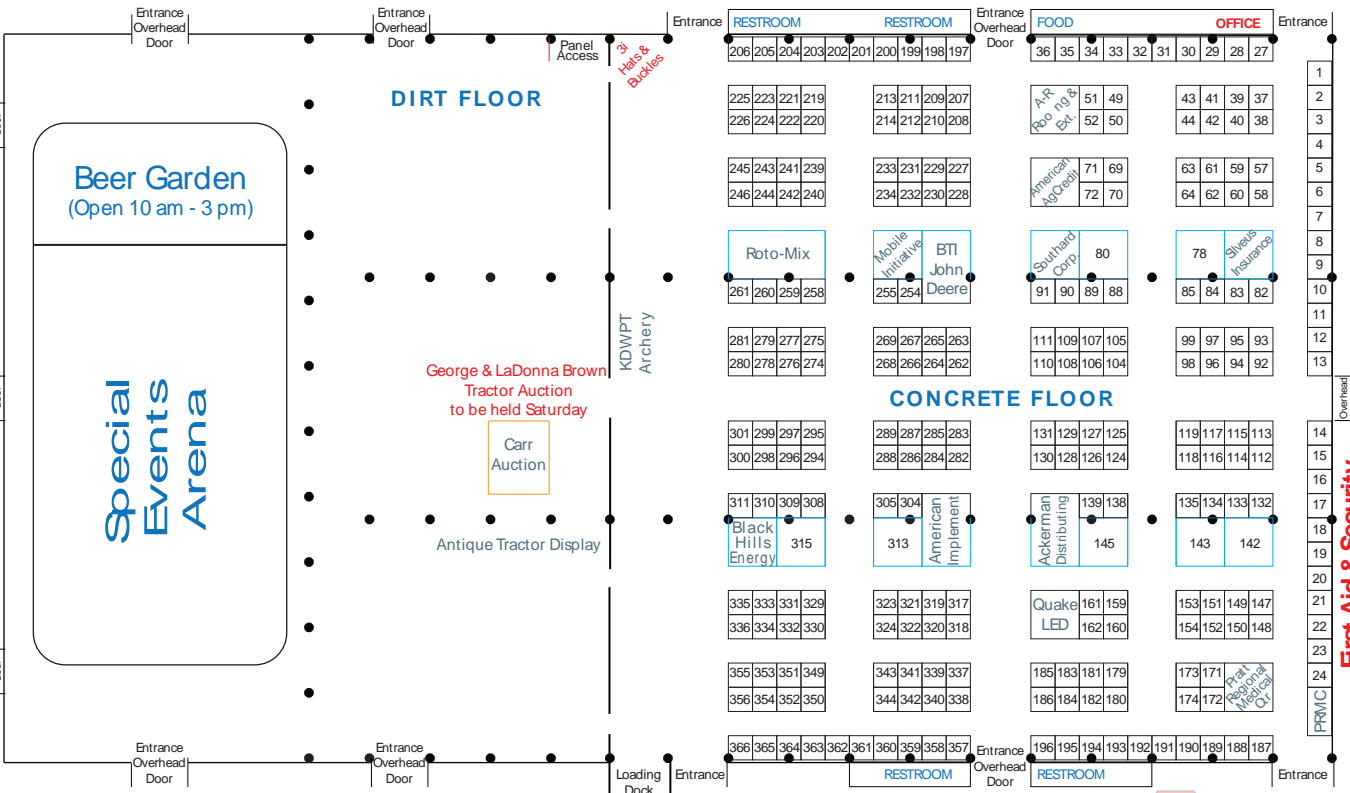 Entrance
Overhead
Door
Entrance
Overhead
Door
Entrance
RESTROOM
RESTROOM
Entrance
Overhead
Door
FOOD
OFFICE
Entrance
Panel
Access
3i
Hats &
Buckles
206 205 204 203 202 201 200 199 198 197
36 35 34 33 32 31 30 29 28 27
1
DIRT FLOOR
225 223 221 219
213 211 209 207
A-R
Roo ng &
Ext.
51 49
43 41 39 37
2
226 224 222 220
214 212 210 208
52 50
44 42 40 38
3
4
Beer Garden
(Open 10 am - 3 pm)
245 243 241 239
233 231 229 227
American
AgCredit
71 69
63 61 59 57
5
246 244 242 240
234 232 230 228
72 70
64 62 60 58
6
7
Roto-Mix
Mobile
Initiative
BTI
John
Deere
Southard
Corp.
80
78
Silveus
Insurance
8
9
261 260 259 258
255 254
91 90 89 88
85 84 83 82
10
11
KDWPT
Archery
281 279 277 275
269 267 265 263
111 109 107 105
99 97 95 93
12
280 278 276 274
268 266 264 262
110 108 106 104
98 96 94 92
13
George & LaDonna Brown
Tractor Auction
to be held Saturday
CONCRETE FLOOR
Overhead
Special
Events
Arena
Carr
Auction
301 299 297 295
289 287 285 283
131 129 127 125
119 117 115 113
14
300 298 296 294
288 286 284 282
130 128 126 124
118 116 114 112
15
16
311 310 309 308
305 304
American
Implement
Ackerman
Distributing
139 138
135 134 133 132
17
Antique Tractor Display
Black
Hills
Energy
315
313
145
143
142
18
19
20
First Aid & Security
335 333 331 329
323 321 319 317
Quake
LED
161 159
153 151 149 147
21
336 334 332 330
324 322 320 318
162 160
154 152 150 148
22
23
355 353 351 349
343 341 339 337
185 183 181 179
173 171
Pratt
Regional
Medical
Ctr
24
356 354 352 350
344 342 340 338
186 184 182 180
174 172
PRMC
366 365 364 363 362 361 360 359 358 357
196 195 194 193 192 191 190 189 188 187
Entrance
Overhead
Door
Entrance
Overhead
Door
Loading
Dock
Entrance
RESTROOM
Entrance
Overhead
Door
RESTROOM
Entrance